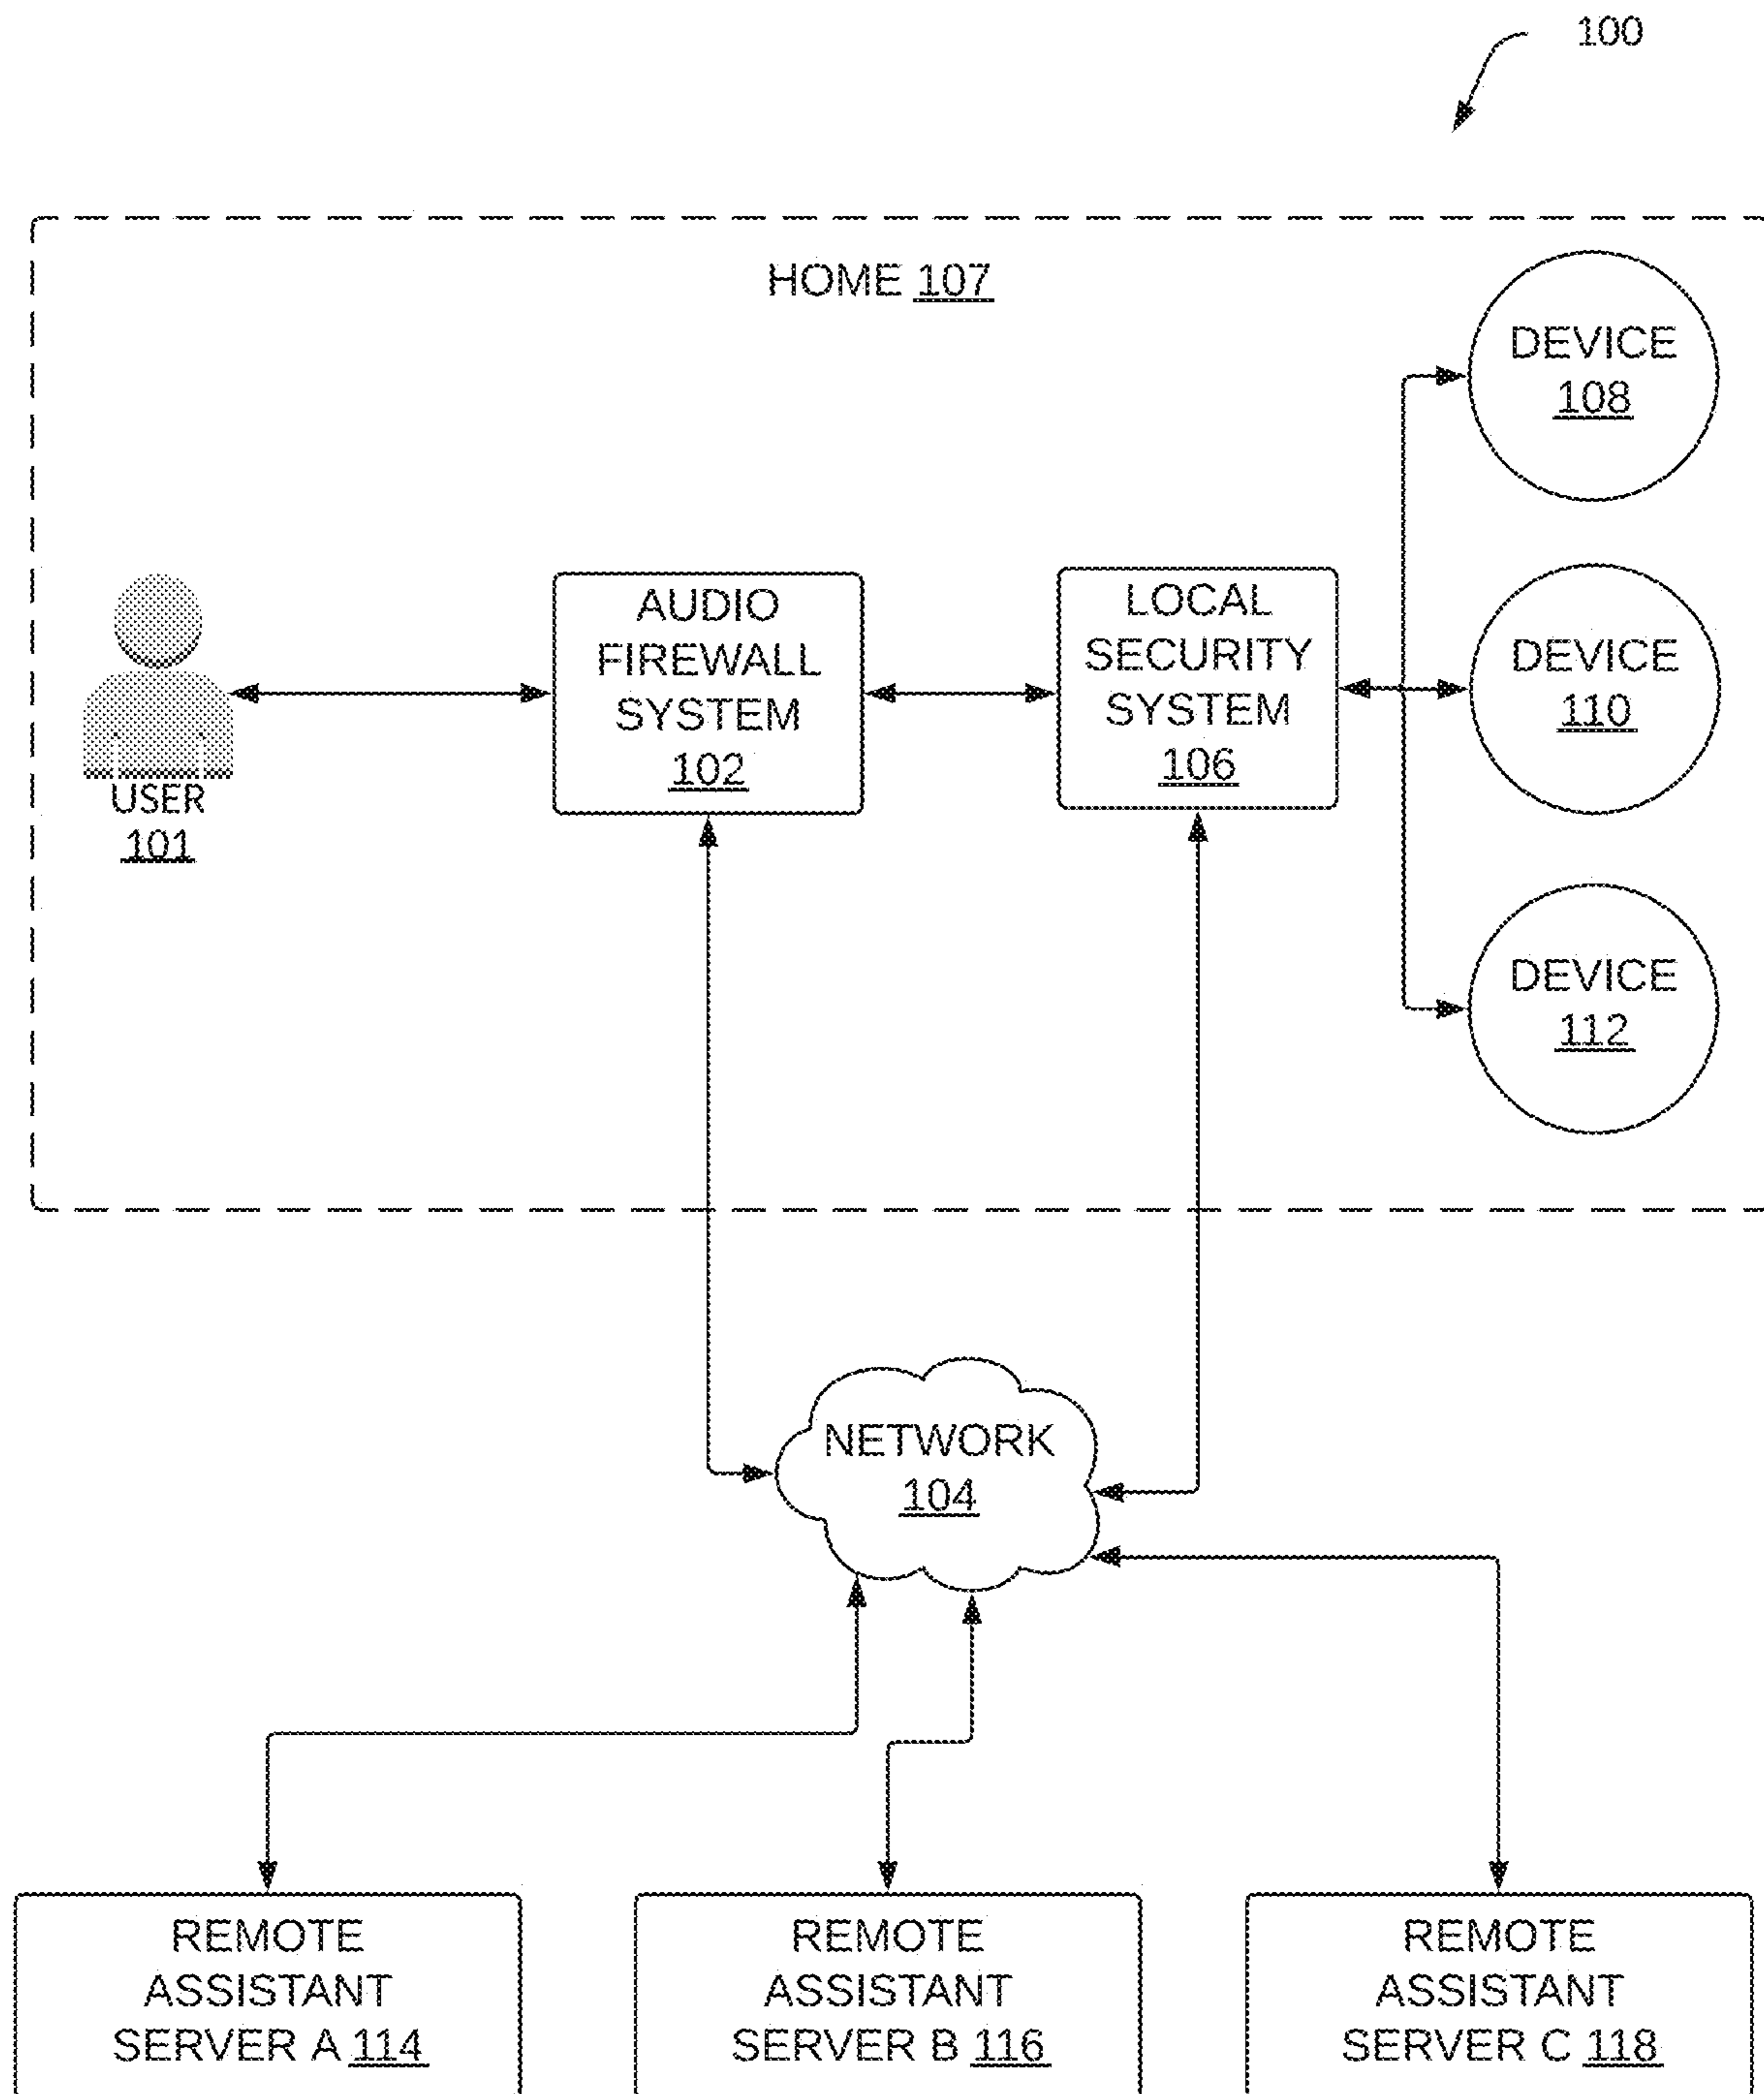 100
HOME 107
DEVICE
108
AUDIO
FIREWALL
SYSTEM
102
LOCAL
SECURITY
SYSTEM
106
DEVICE
110
USER
101
DEVICE
112
NETWORK
104
REMOTE
ASSISTANT
SERVER A 114
REMOTE
ASSISTANT
SERVER B 116
REMOTE
ASSISTANT
SERVER C 118